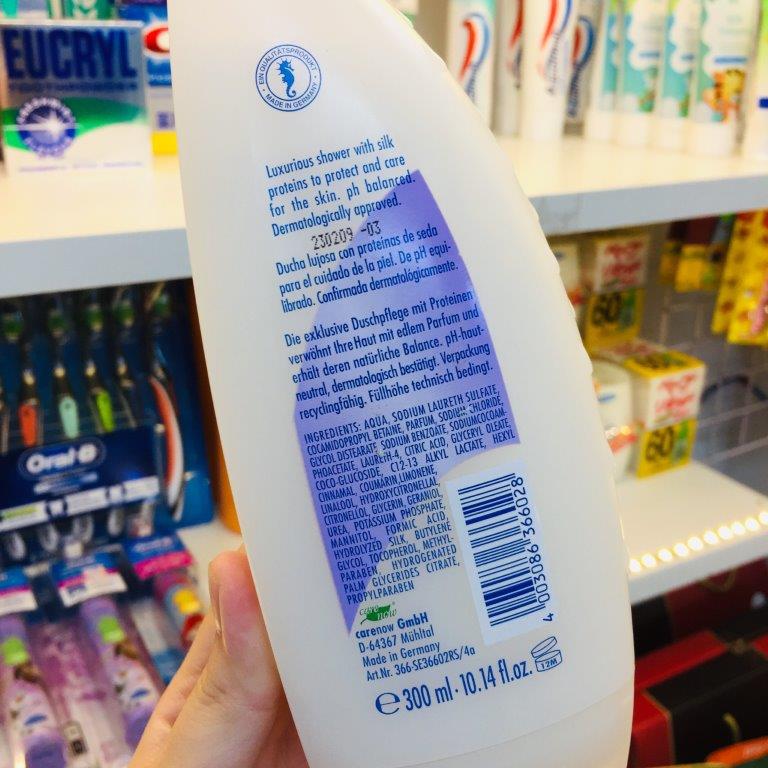 EUCRYL
EIN QUALITÄTSPRODUKT
MADE IN GERMANY
Luxurious shower with silk
proteins to protect and care
for the skin. ph balanced.
Dermatologically approved.
230209 -03
Ducha lujosa con proteínas de seda
para el cuidado de la piel. De pH equi-
librado. Confirmada dermatológicamente.
Die exklusive Duschpflege mit Proteinen
verwöhnt Ihre Haut mit edlem Parfum und
erhält deren natürliche Balance. pH-haut-
neutral, dermatologisch bestätigt. Verpackung
recyclingfähig. Füllhöhe technisch bedingt.
INGREDIENTS: AQUA, SODIUM LAURETH SULFATE,
COCAMIDOPROPYL BETAINE, PARFUM, SODIUM CHLORIDE,
GLYCOL DISTEARATE, SODIUM BENZOATE, SODIUMCOCOAM-
PHOACETATE, LAURETH-4, CITRIC ACID, GLYCERYL OLEATE,
COCO-GLUCOSIDE, C12-13 ALKYL LACTATE, HEXYL
CINNAMAL, COUMARIN, LIMONENE,
LINALOOL, HYDROXYCITRONELLAL,
CITRONELLOL, GLYCERIN, GERANIOL,
UREA, POTASSIUM PHOSPHATE,
MANNITOL, FORMIC ACID,
HYDROLYZED SILK, BUTYLENE
GLYCOL, TOCOPHEROL, METHYL-
PARABEN, HYDROGENATED
PALM GLYCERIDES CITRATE,
PROPYLPARABEN
4 003086 366028
care
now
carenow GmbH
D-64367 Mühltal
Made in Germany
Art.Nr. 366-SE36602RS/4a
e 300 ml · 10.14 fl.oz.
12M
Oral-B
60
60